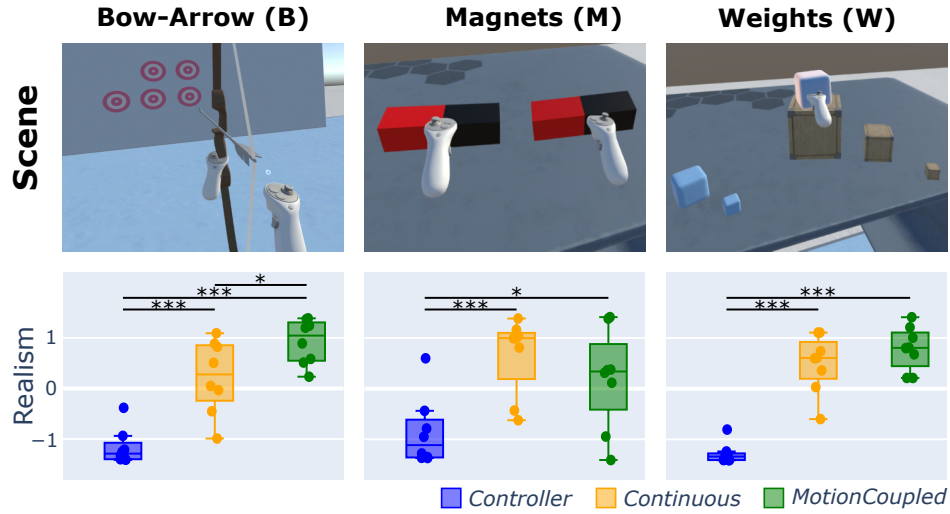 Bow-Arrow (B)
Magnets (M)
Weights (W)
Scene
Realism
1
0
−1
***
***
*
***
*
***
***
Controller
Continuous
MotionCoupled